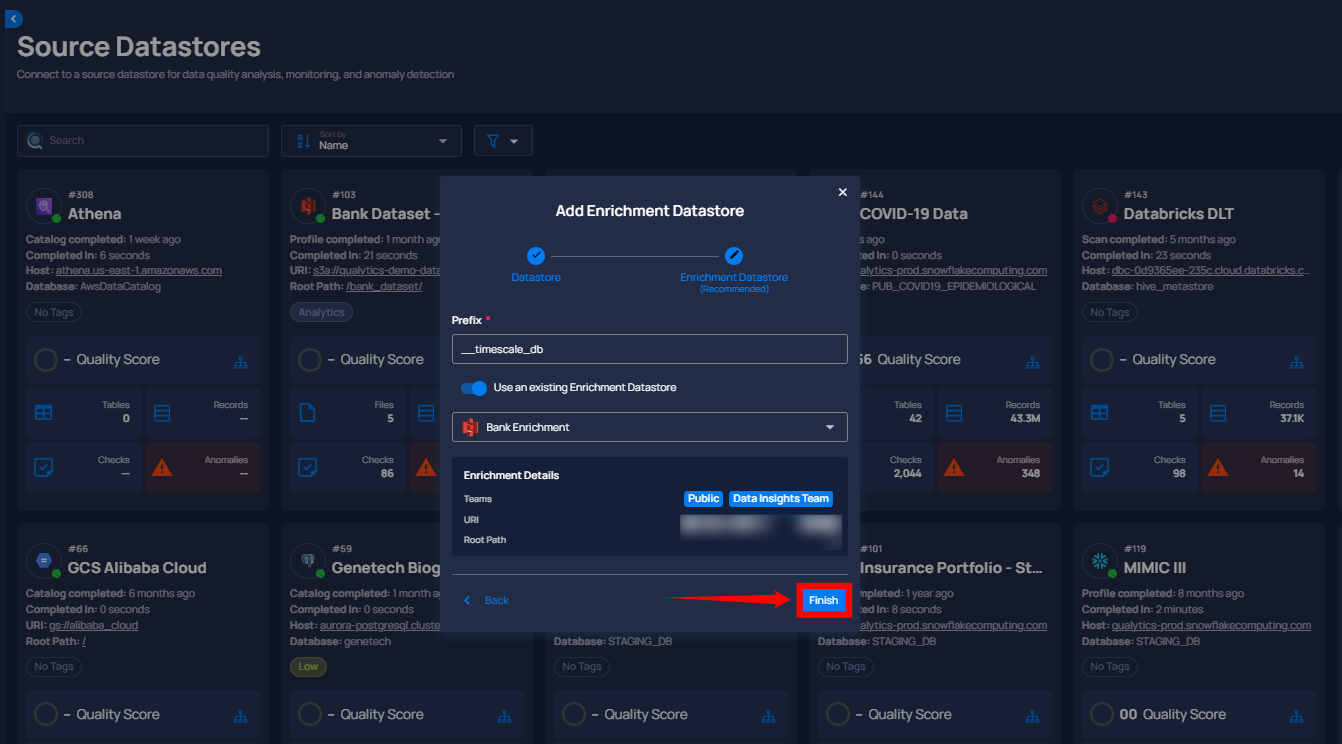 Source Datastores
Connect to a source datastore for data quality analysis, monitoring, and anomaly detection
Search
Sort by
Name
#308
Athena
Catalog completed: 1 week ago
Completed In: 6 seconds
Host: athena.us-east-1.amazonaws.com
Database: AwsDataCatalog
No Tags
– Quality Score
Tables
0
Records
--
Checks
--
Anomalies
--
#103
Bank Dataset -
Profile completed: 1 month ag
Completed In: 21 seconds
URI: s3a://qualytics-demo-data
Root Path: /bank_dataset/
Analytics
– Quality Score
Files
5
Checks
86
Add Enrichment Datastore
Datastore
Enrichment Datastore
(Recommended)
Prefix *
__timescale_db
Use an existing Enrichment Datastore
Bank Enrichment
Enrichment Details
Teams
Public
Data Insights Team
URI
Root Path
Back
Finish
#144
COVID-19 Data
s ago
ed In: 0 seconds
alytics-prod.snowflakecomputing.com
e: PUB_COVID19_EPIDEMIOLOGICAL
56 Quality Score
Tables
42
Records
43.3M
Checks
2,044
Anomalies
348
#143
Databricks DLT
Scan completed: 5 months ago
Completed In: 23 seconds
Host: dbc-0d9365ee-235c.cloud.databricks.c...
Database: hive_metastore
No Tags
– Quality Score
Tables
5
Records
37.1K
Checks
98
Anomalies
14
#66
GCS Alibaba Cloud
Catalog completed: 6 months ago
Completed In: 0 seconds
URI: gs://alibaba_cloud
Root Path: /
No Tags
– Quality Score
#59
Genetech Biog
Catalog completed: 1 month a
Completed In: 0 seconds
Host: aurora-postgresql.cluste
Database: genetech
Low
– Quality Score
Database: STAGING_DB
No Tags
– Quality Score
#101
Insurance Portfolio - St...
mpleted: 1 year ago
ed In: 8 seconds
alytics-prod.snowflakecomputing.com
Database: STAGING_DB
No Tags
– Quality Score
#119
MIMIC III
Profile completed: 8 months ago
Completed In: 2 minutes
Host: qualytics-prod.snowflakecomputing.com
Database: STAGING_DB
No Tags
00 Quality Score